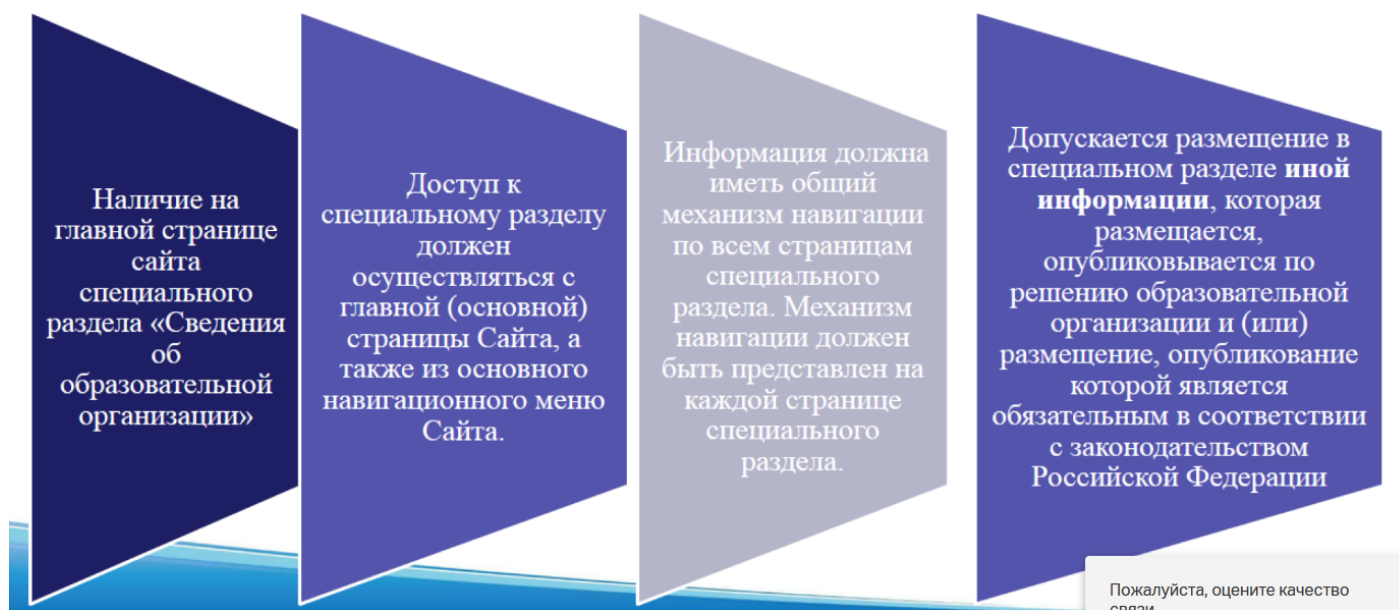 Наличие на
главной странице
сайта
специального
раздела «Сведения
об
образовательной
организации»
Доступ к
специальному разделу
должен
осуществляться с
главной (основной)
страницы Сайта, а
также из основного
навигационного меню
Сайта.
Информация должна
иметь общий
механизм навигации
по всем страницам
специального
раздела. Механизм
навигации должен
быть представлен на
каждой странице
специального
раздела.
Допускается размещение в
специальном разделе иной
информации, которая
размещается,
опубликовывается по
решению образовательной
организации и (или)
размещение, опубликование
которой является
обязательным в соответствии
с законодательством
Российской Федерации
Пожалуйста, оцените качество
связи